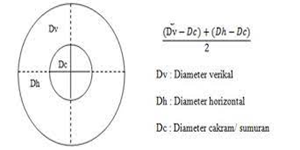 Dv
Dc
Dh
(Dv − Dc) + (Dh − Dc)
2
Dv : Diameter verikal
Dh : Diameter horizontal
Dc : Diameter cakram/ sumuran